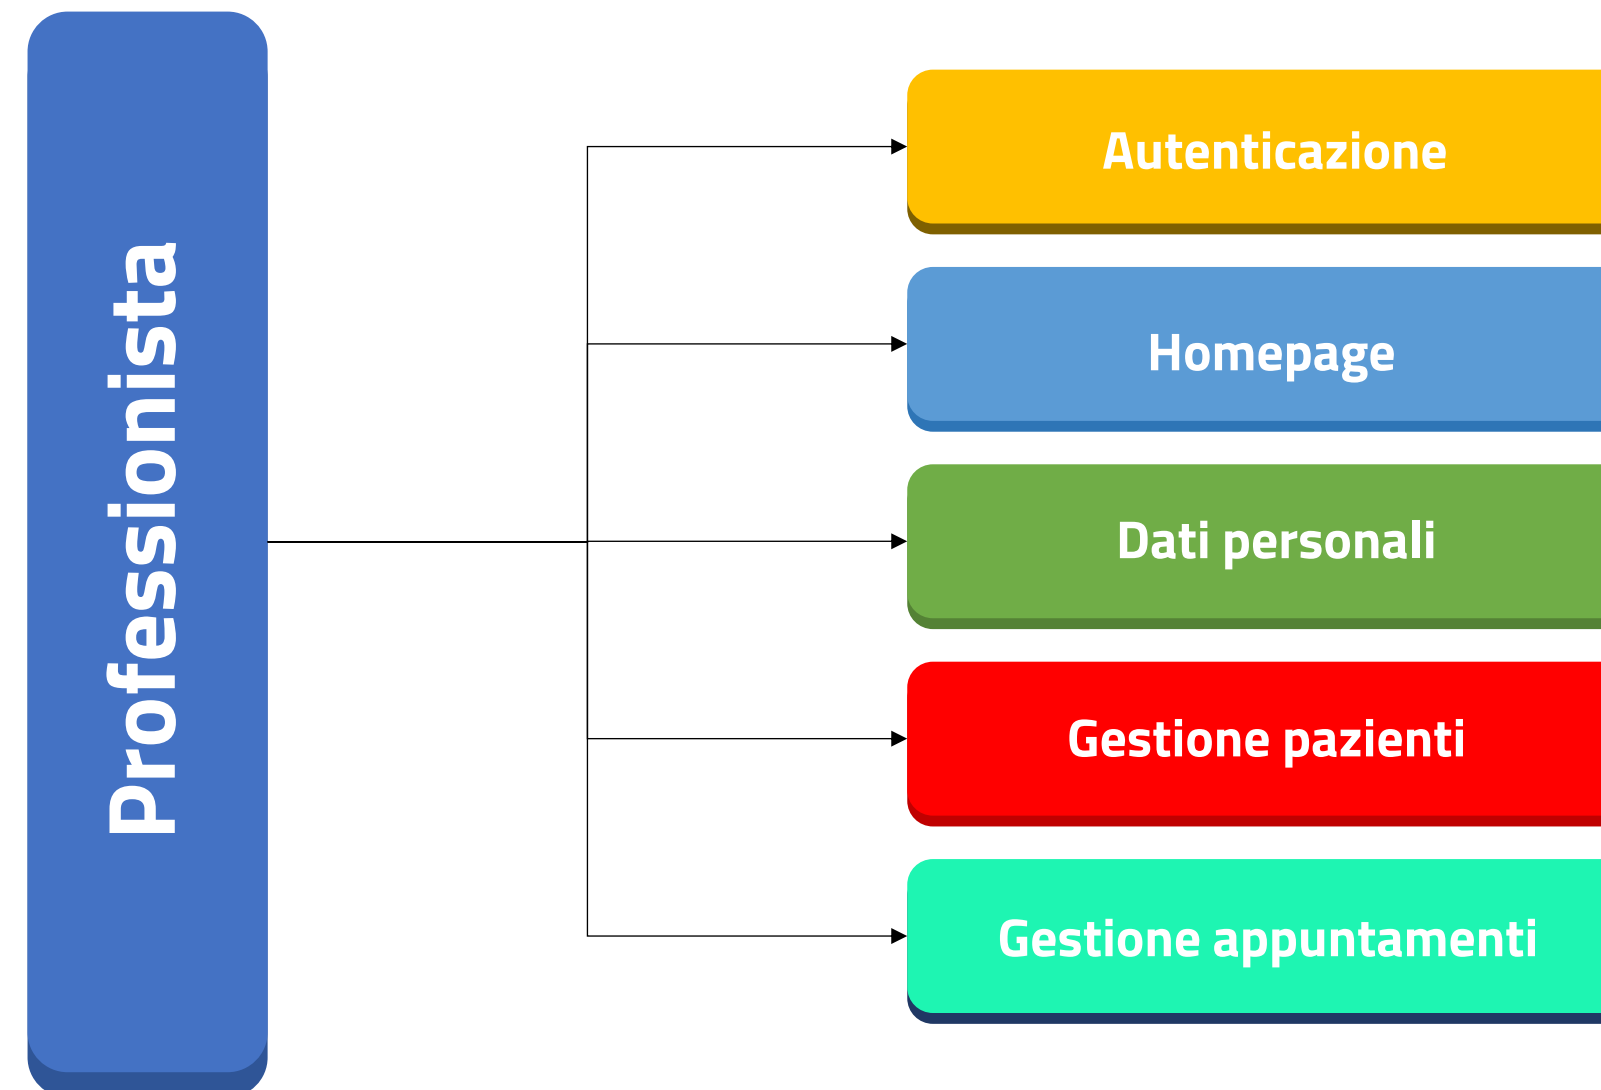 Professionista
Autenticazione
Homepage
Dati personali
Gestione pazienti
Gestione appuntamenti